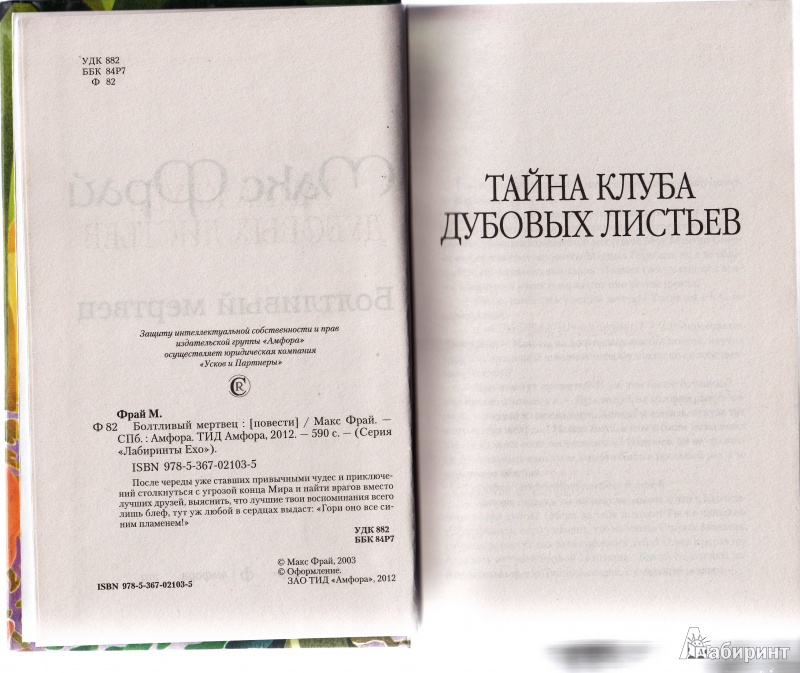 УДК 882
ББК 84Р7
Ф 82
Макс Фрай
Болтливый мертвец
Защиту интеллектуальной собственности и прав
издательской группы «Амфора»
осуществляет юридическая компания
«Усков и Партнеры»
Фрай М.
Ф 82 Болтливый мертвец : [повести] / Макс Фрай. —
СПб. : Амфора. ТИД Амфора, 2012. — 590 с. — (Серия
«Лабиринты Ехо»).
ISBN 978-5-367-02103-5
После череды уже ставших привычными чудес и приключе-
ний столкнуться с угрозой конца Мира и найти врагов вместо
лучших друзей, выяснить, что лучшие твои воспоминания всего
лишь блеф, тут уж любой в сердцах выдаст: «Гори оно все си-
ним пламенем!»
УДК 882
ББК 84Р7
© Макс Фрай, 2003
© Оформление.
ISBN 978-5-367-02103-5 ЗАО ТИД «Амфора», 2012
ТАЙНА КЛУБА
ДУБОВЫХ ЛИСТЬЕВ
Лабиринт